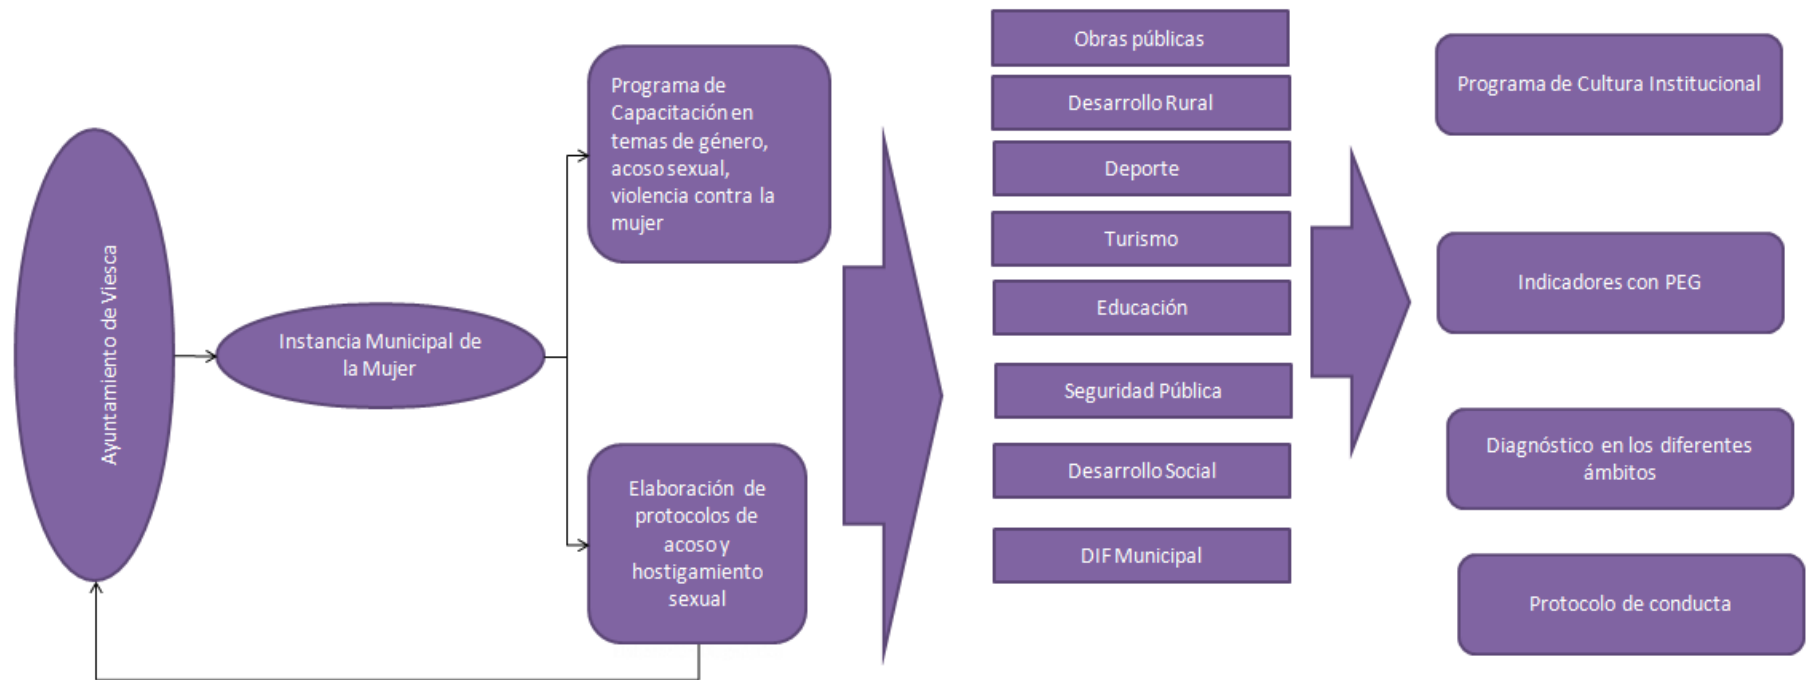 Ayuntamiento de Viesca
Instancia Municipal de
la Mujer
Programa de
Capacitación en
temas de género,
acoso sexual,
violencia contra la
mujer
Elaboración de
protocolos de
acoso y
hostigamiento
sexual
Obras públicas
Desarrollo Rural
Deporte
Turismo
Educación
Seguridad Pública
Desarrollo Social
DIF Municipal
Programa de Cultura Institucional
Indicadores con PEG
Diagnóstico en los diferentes
ámbitos
Protocolo de conducta